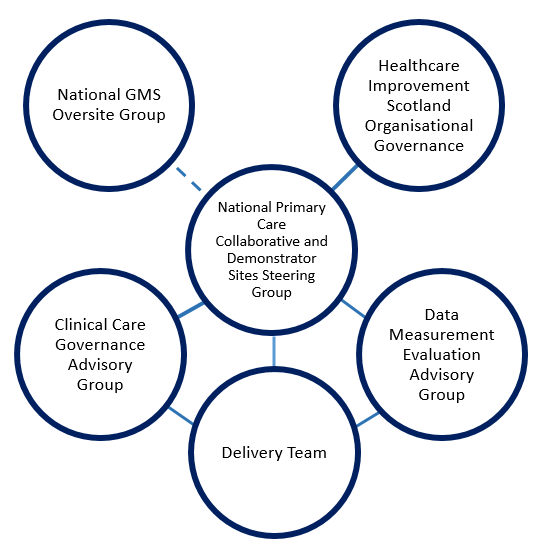 National GMS
Oversite Group
Healthcare
Improvement
Scotland
Organisational
Governance
National Primary
Care
Collaborative and
Demonstrator
Sites Steering
Group
Clinical Care
Governance
Advisory
Group
Data
Measurement
Evaluation
Advisory
Group
Delivery Team